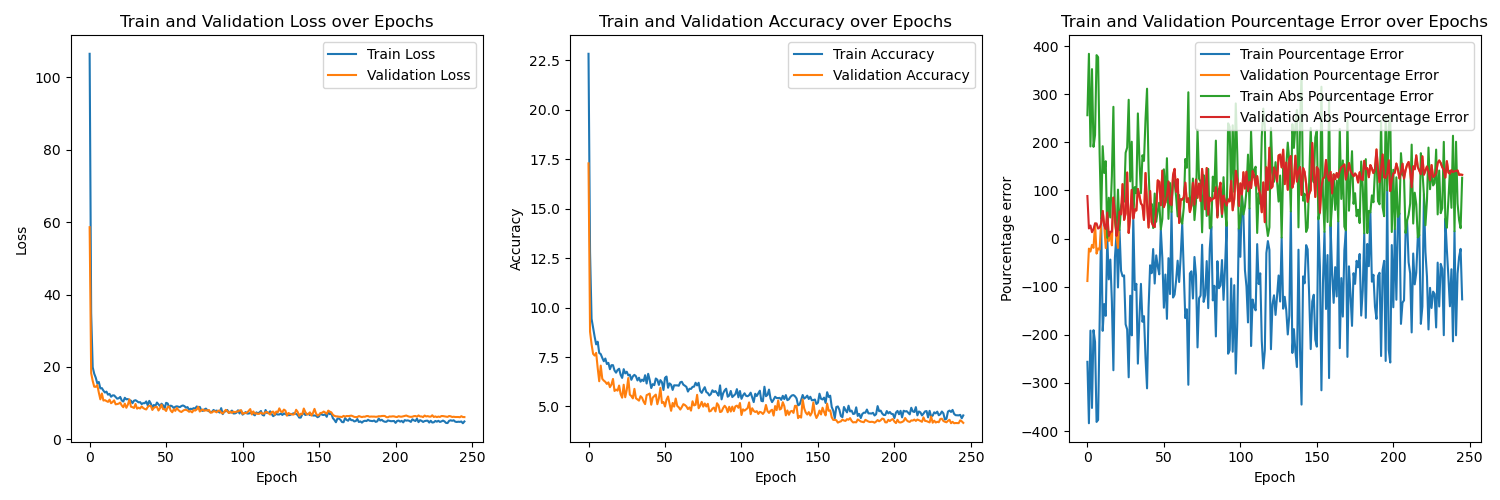 Train and Validation Loss over Epochs
Loss
100
80
60
40
20
0
0 50 100 150 200 250
Epoch
Train Loss
Validation Loss
Train and Validation Accuracy over Epochs
Accuracy
22.5
20.0
17.5
15.0
12.5
10.0
7.5
5.0
0 50 100 150 200 250
Epoch
Train Accuracy
Validation Accuracy
Train and Validation Pourcentage Error over Epochs
Pourcentage error
400
300
200
100
0
−100
−200
−300
−400
0 50 100 150 200 250
Epoch
Train Pourcentage Error
Validation Pourcentage Error
Train Abs Pourcentage Error
Validation Abs Pourcentage Error